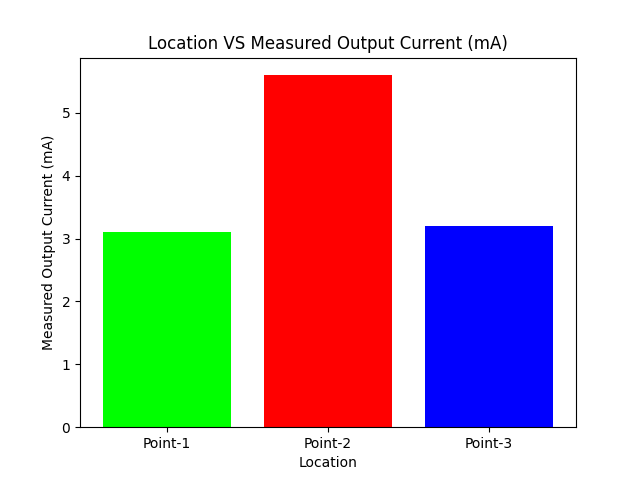 Location VS Measured Output Current (mA)
Measured Output Current (mA)
5
4
3
2
1
0
Point-1 Point-2 Point-3
Location